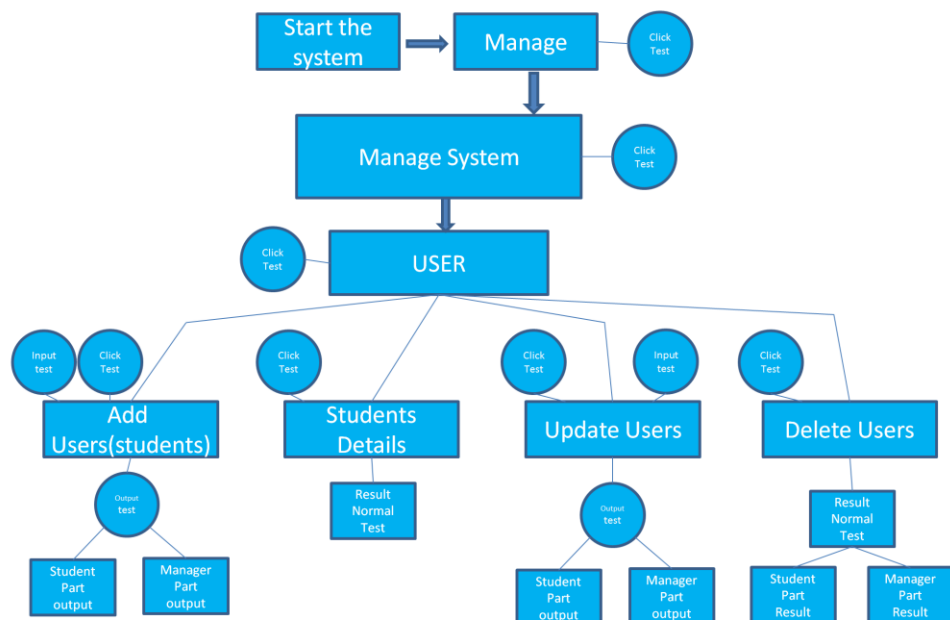 Start the
system
Manage
Click
Test
Manage System
Click
Test
Click
Test
USER
Input
test
Click
Test
Click
Test
Click
Test
Input
test
Click
Test
Add
Users(students)
Students
Details
Update Users
Delete Users
Output
test
Result
Normal
Test
Output
test
Result
Normal
Test
Student
Part
output
Manager
Part
output
Student
Part
output
Manager
Part
output
Student
Part
Result
Manager
Part
Result